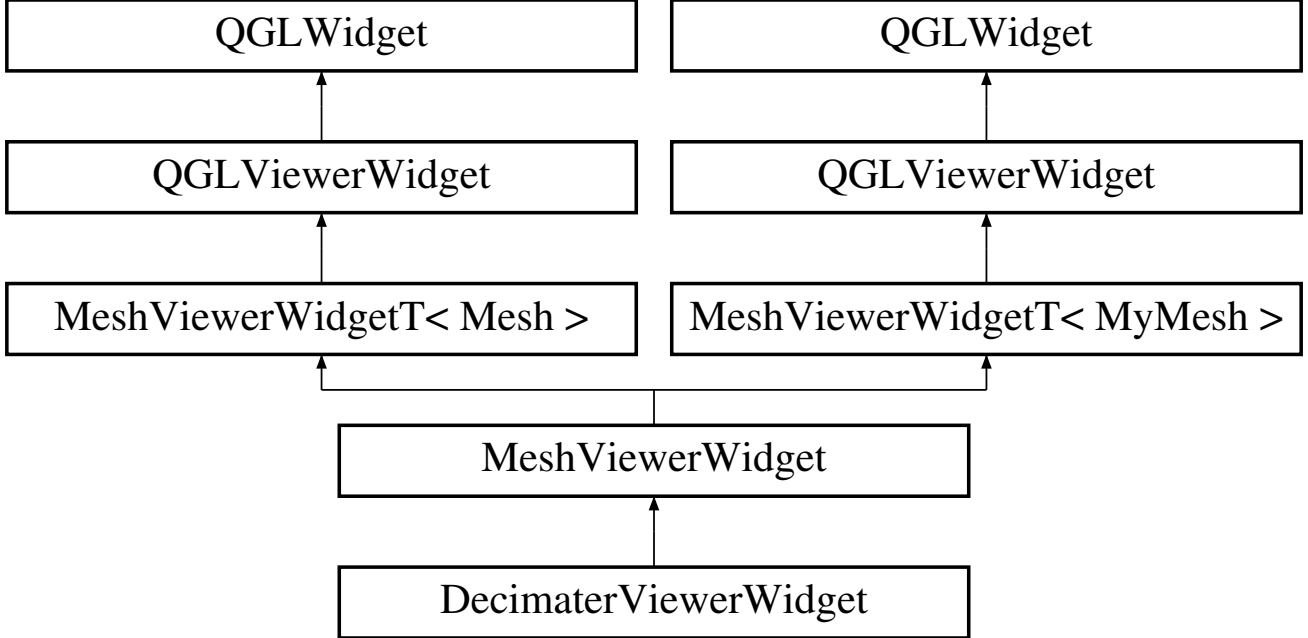 QGLWidget
QGLWidget
QGLViewerWidget
QGLViewerWidget
MeshViewerWidgetT< Mesh >
MeshViewerWidgetT< MyMesh >
MeshViewerWidget
DecimaterViewerWidget